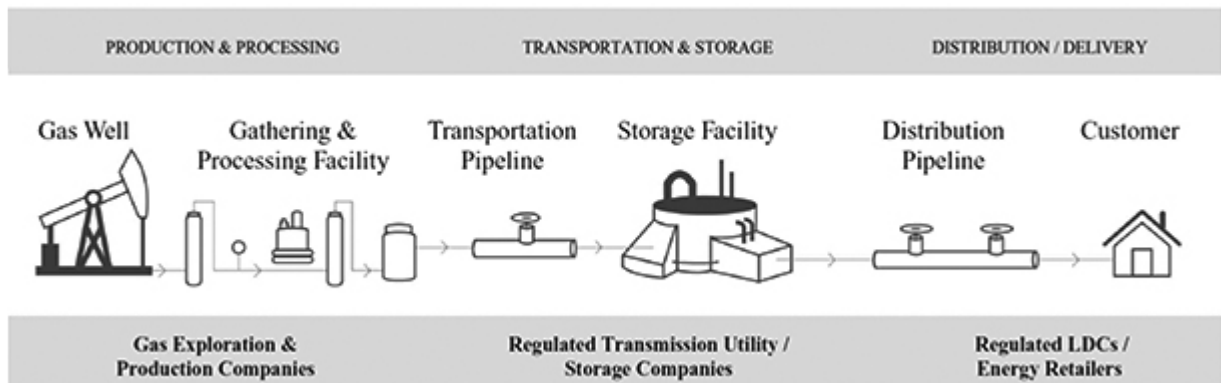 PRODUCTION & PROCESSING
TRANSPORTATION & STORAGE
DISTRIBUTION / DELIVERY
Gas Well
Gathering &
Processing Facility
Transportation
Pipeline
Storage Facility
Distribution
Pipeline
Customer
Gas Exploration &
Production Companies
Regulated Transmission Utility /
Storage Companies
Regulated LDCs /
Energy Retailers